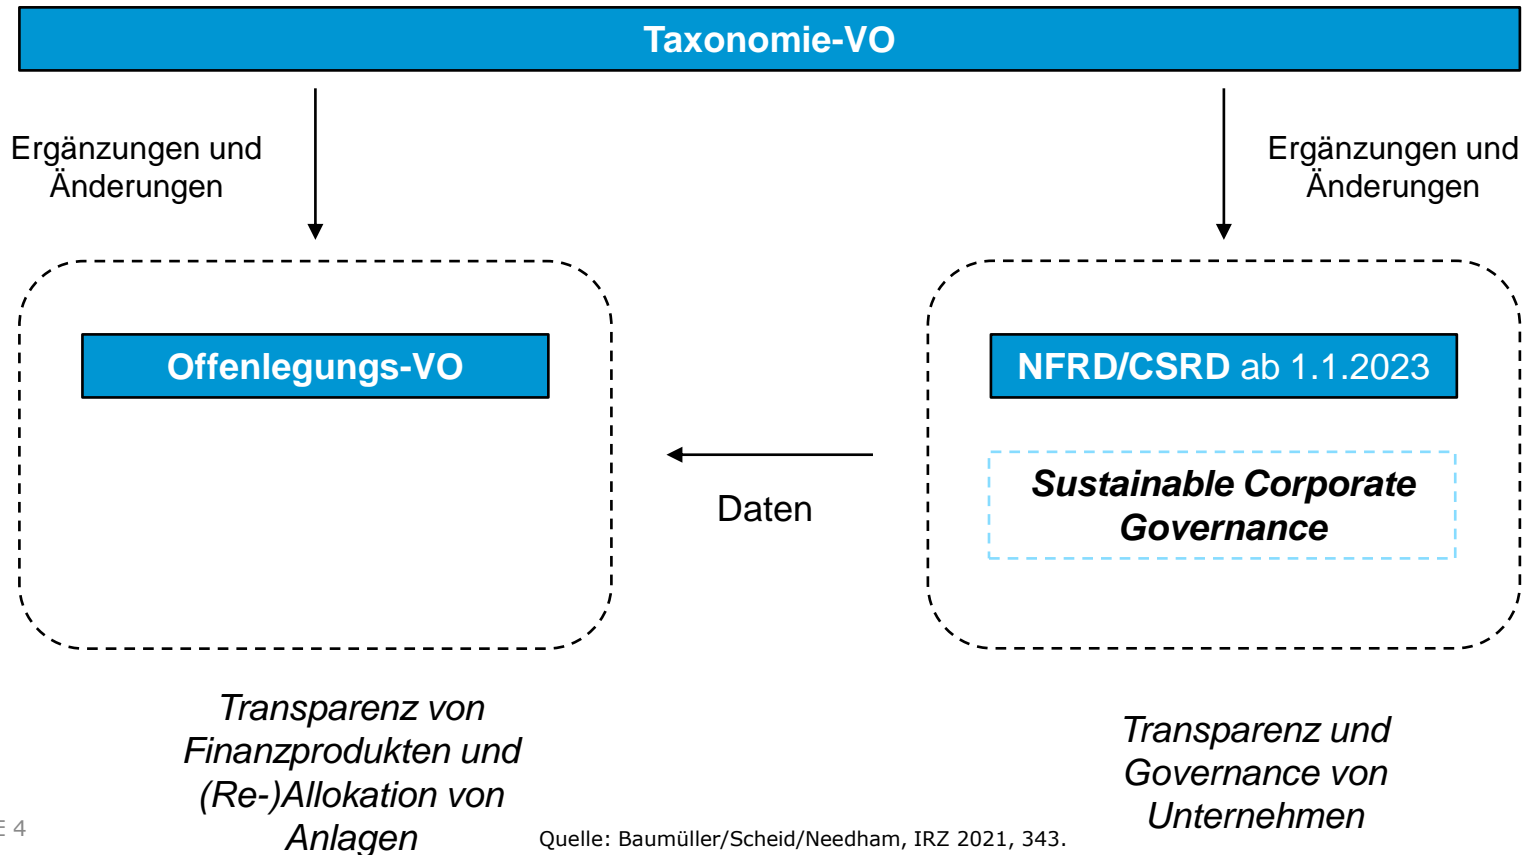 Taxonomie-VO
Ergänzungen und
Änderungen
Ergänzungen und
Änderungen
Offenlegungs-VO
NFRD/CSRD ab 1.1.2023
Sustainable Corporate
Governance
Daten
Transparenz von
Finanzprodukten und
(Re-)Allokation von
Anlagen
Transparenz und
Governance von
Unternehmen
E 4
Quelle: Baumüller/Scheid/Needham, IRZ 2021, 343.